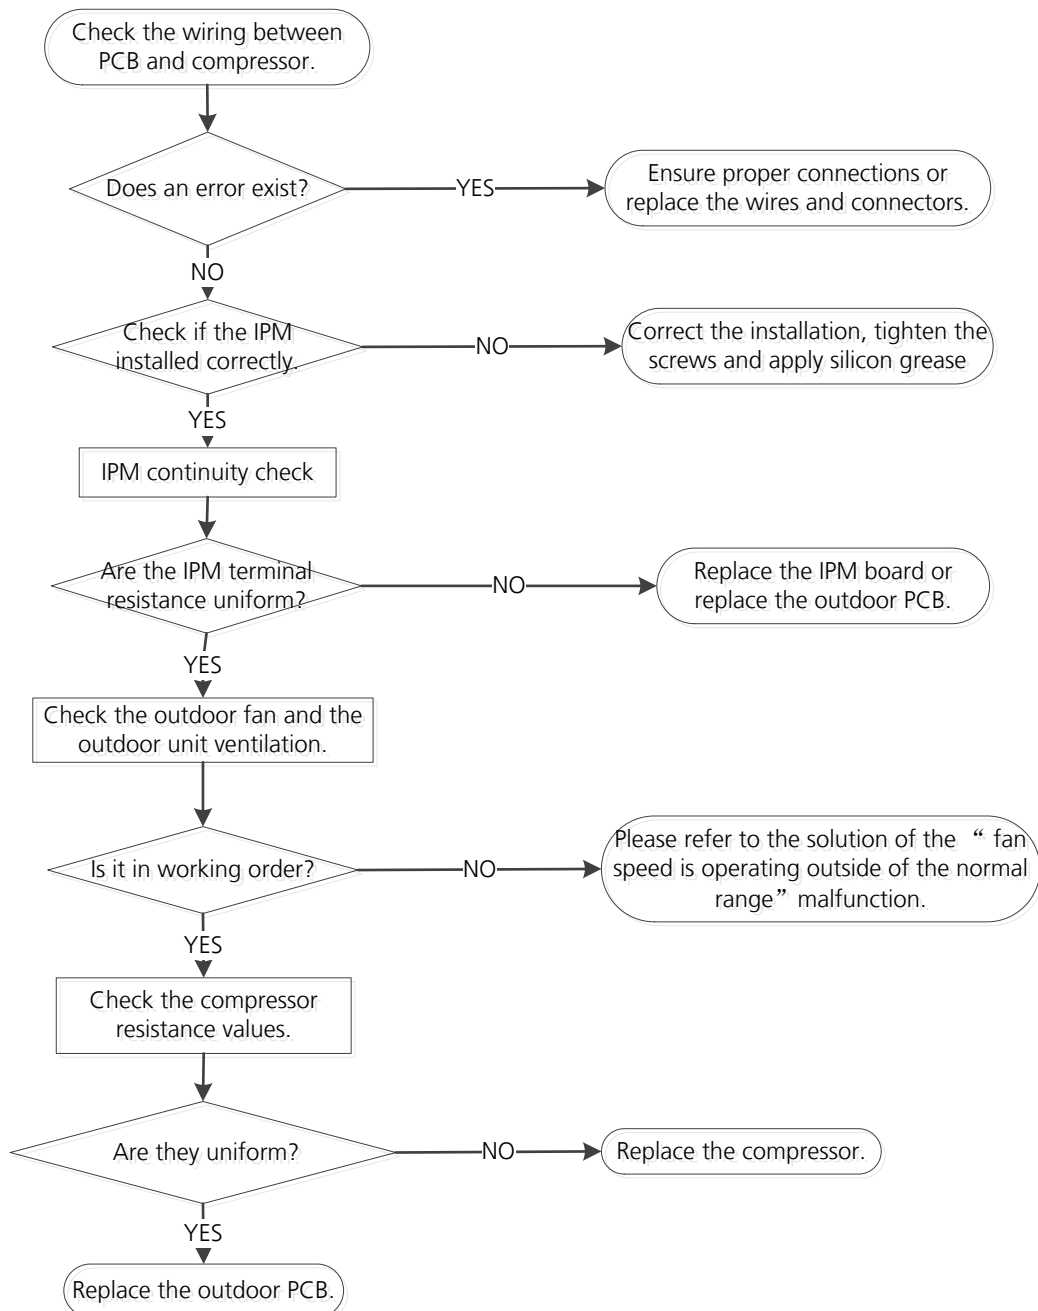 Check the wiring between
PCB and compressor.
Does an error exist?
YES
Ensure proper connections or
replace the wires and connectors.
NO
Check if the IPM
installed correctly.
NO
Correct the installation, tighten the
screws and apply silicon grease
YES
IPM continuity check
Are the IPM terminal
resistance uniform?
NO
Replace the IPM board or
replace the outdoor PCB.
YES
Check the outdoor fan and the
outdoor unit ventilation.
Is it in working order?
NO
Please refer to the solution of the “ fan
speed is operating outside of the normal
range” malfunction.
YES
Check the compressor
resistance values.
Are they uniform?
NO
Replace the compressor.
YES
Replace the outdoor PCB.